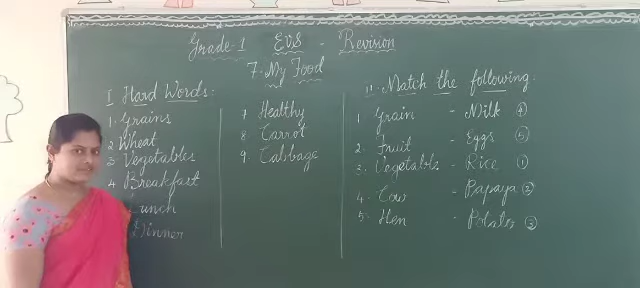 Grade-1 EVS - Revision
7. My Food
I Hard Words:
1. Grains
2 Wheat
3 Vegetables
4 Breakfast
Lunch
Dinner
7 Healthy
8 Carrot
9. Cabbage
II. Match the following:
1 Grain - Milk (4)
2. Fruit - Eggs (5)
3. Vegetable - Rice (1)
4. Cow - Papaya (2)
5. Hen - Potato (3)